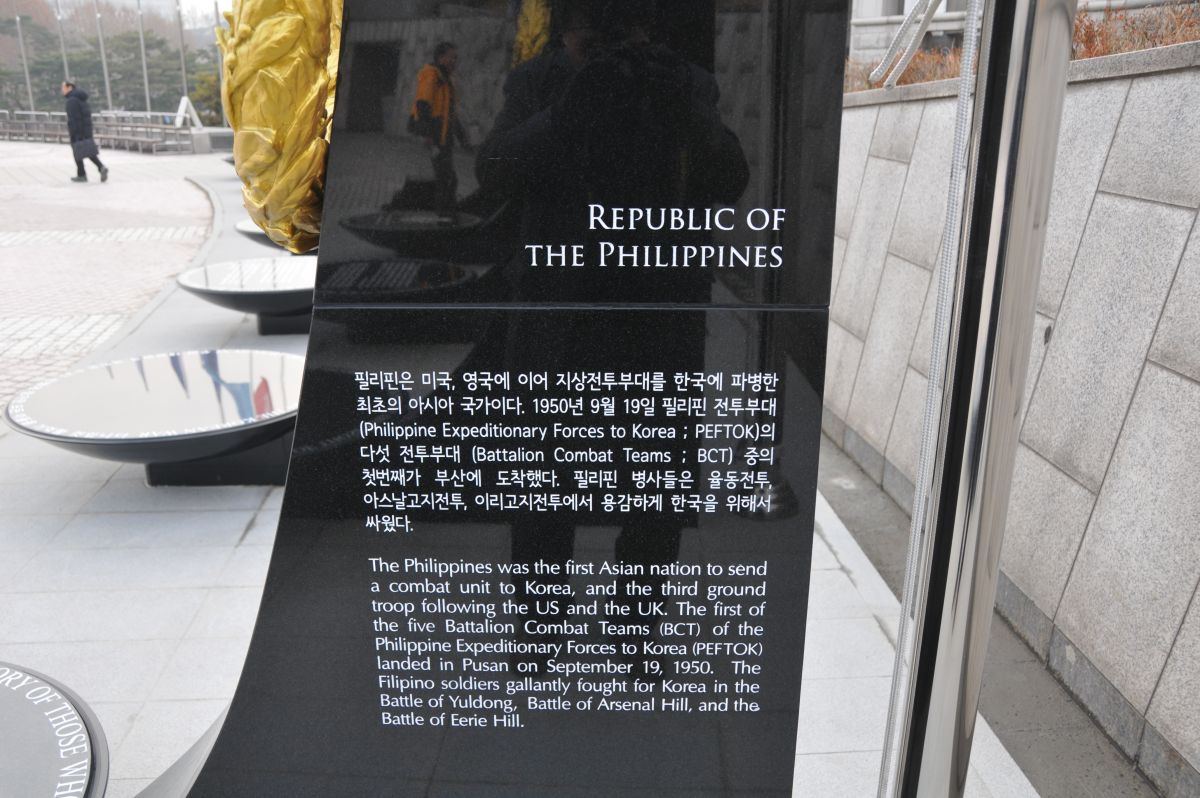 REPUBLIC OF
THE PHILIPPINES
필리핀은 미국, 영국에 이어 지상전투부대를 한국에 파병한
최초의 아시아 국가이다. 1950년 9월 19일 필리핀 전투부대
(Philippine Expeditionary Forces to Korea ; PEFTOK)의
다섯 전투부대 (Battalion Combat Teams ; BCT) 중의
첫번째가 부산에 도착했다. 필리핀 병사들은 율동전투,
아스날고지전투, 이리고지전투에서 용감하게 한국을 위해서
싸웠다.
The Philippines was the first Asian nation to send
a combat unit to Korea, and the third ground
troop following the US and the UK. The first of
the five Battalion Combat Teams (BCT) of the
Philippine Expeditionary Forces to Korea (PEFTOK)
landed in Pusan on September 19, 1950. The
Filipino soldiers gallantly fought for Korea in the
Battle of Yuldong, Battle of Arsenal Hill, and the
Battle of Eerie Hill.
ORY OF THOSE WHO